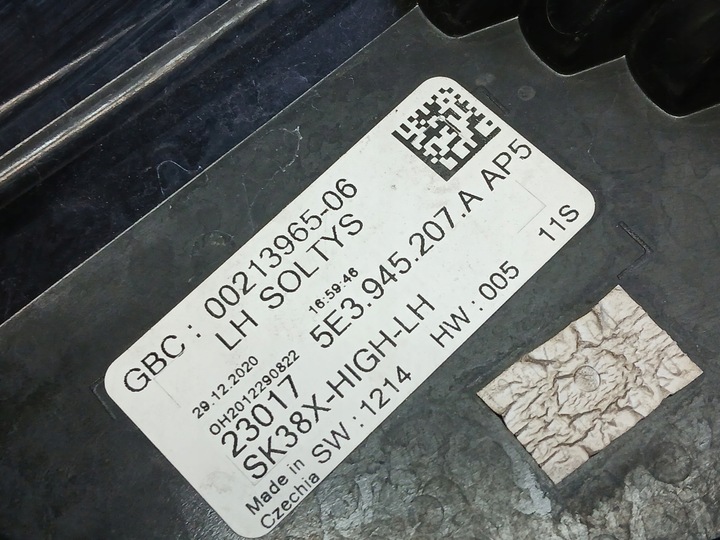 GBC : 00213965-06
LH SOLTYS
29.12.2020 16:59:46
OH2012290822
23017 5E3.945.207.A AP5
SK38X-HIGH-LH
Made in
Czechia
SW : 1214 HW : 005 11S